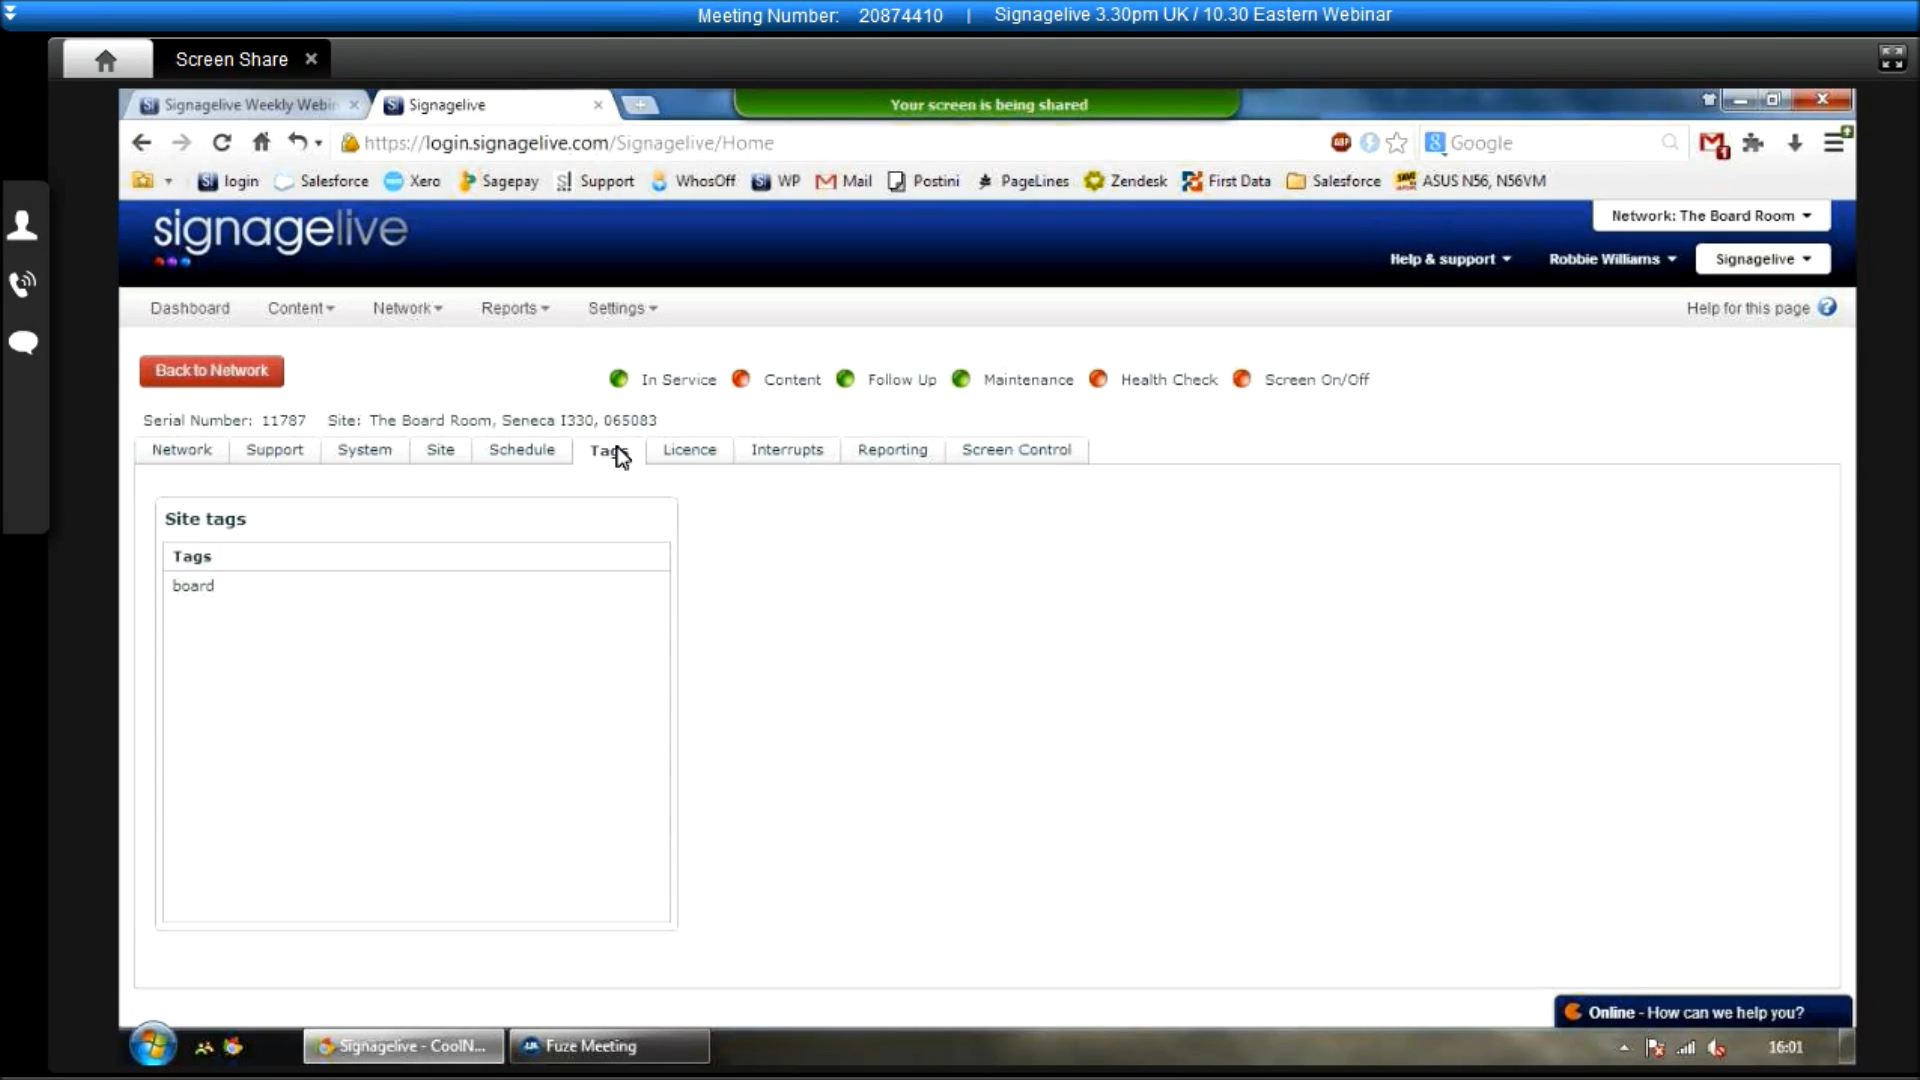 Meeting Number: 20874410 | Signagelive 3.30pm UK / 10.30 Eastern Webinar
Screen Share
Signagelive Weekly Webin
Signagelive
Your screen is being shared
https://login.signagelive.com/Signagelive/Home
Google
login Salesforce Xero Sagepay Support WhosOff WP Mail Postini PageLines Zendesk First Data Salesforce ASUS N56, N56VM
signagelive
Network: The Board Room
Help & support Robbie Williams Signagelive
Dashboard Content Network Reports Settings Help for this page
Back to Network
In Service Content Follow Up Maintenance Health Check Screen On/Off
Serial Number: 11787 Site: The Board Room, Seneca I330, 065083
Network Support System Site Schedule Tags Licence Interrupts Reporting Screen Control
Site tags
Tags
board
Online - How can we help you?
Signagelive - CoolN... Fuze Meeting 16:01